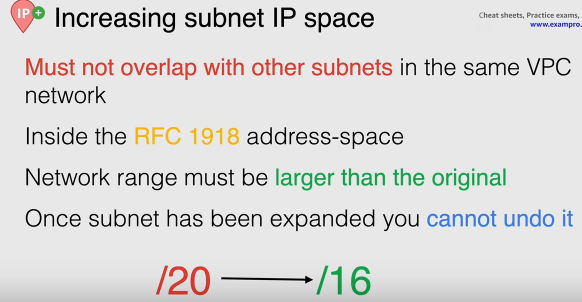 IP+ Increasing subnet IP space
Cheat sheets, Practice exams,
www.exampro.
Must not overlap with other subnets in the same VPC
network
Inside the RFC 1918 address-space
Network range must be larger than the original
Once subnet has been expanded you cannot undo it
/20 /16